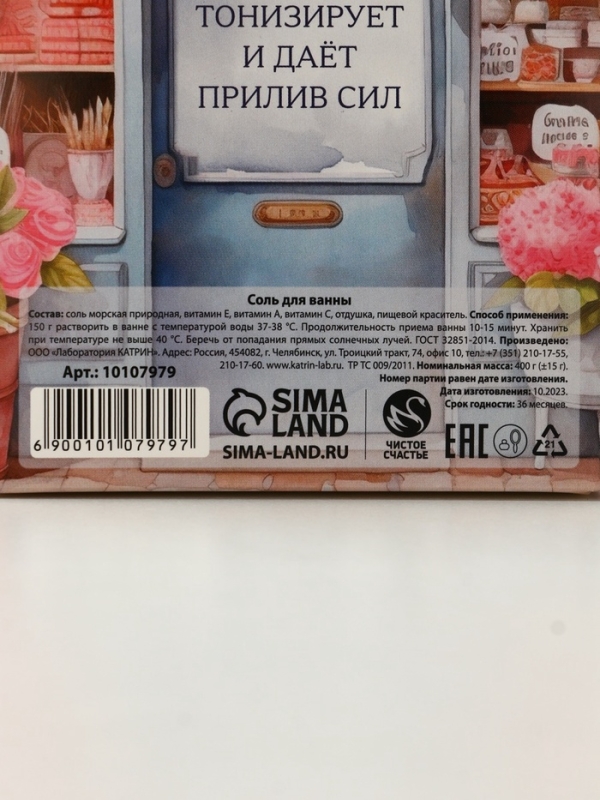 ТОНИЗИРУЕТ
И ДАЁТ
ПРИЛИВ СИЛ
Соль для ванны
Состав: соль морская природная, витамин Е, витамин А, витамин С, отдушка, пищевой краситель. Способ применения:
150 г растворить в ванне с температурой воды 37-38 °С. Продолжительность приема ванны 10-15 минут. Хранить
при температуре не выше 40 °С. Беречь от попадания прямых солнечных лучей. ГОСТ 32851-2014. Произведено:
ООО «Лаборатория КАТРИН». Адрес: Россия, 454082, г. Челябинск, ул. Троицкий тракт, 74, офис 10, тел.: +7 (351) 210-17-55,
210-17-60. www.katrin-lab.ru. ТР ТС 009/2011. Номинальная масса: 400 г (±15 г).
Номер партии равен дате изготовления.
Дата изготовления: 10.2023.
Срок годности: 36 месяцев.
Арт.: 10107979
6 900101 079797
SIMA
LAND
SIMA-LAND.RU
ЧИСТОЕ
СЧАСТЬЕ
EAC
21